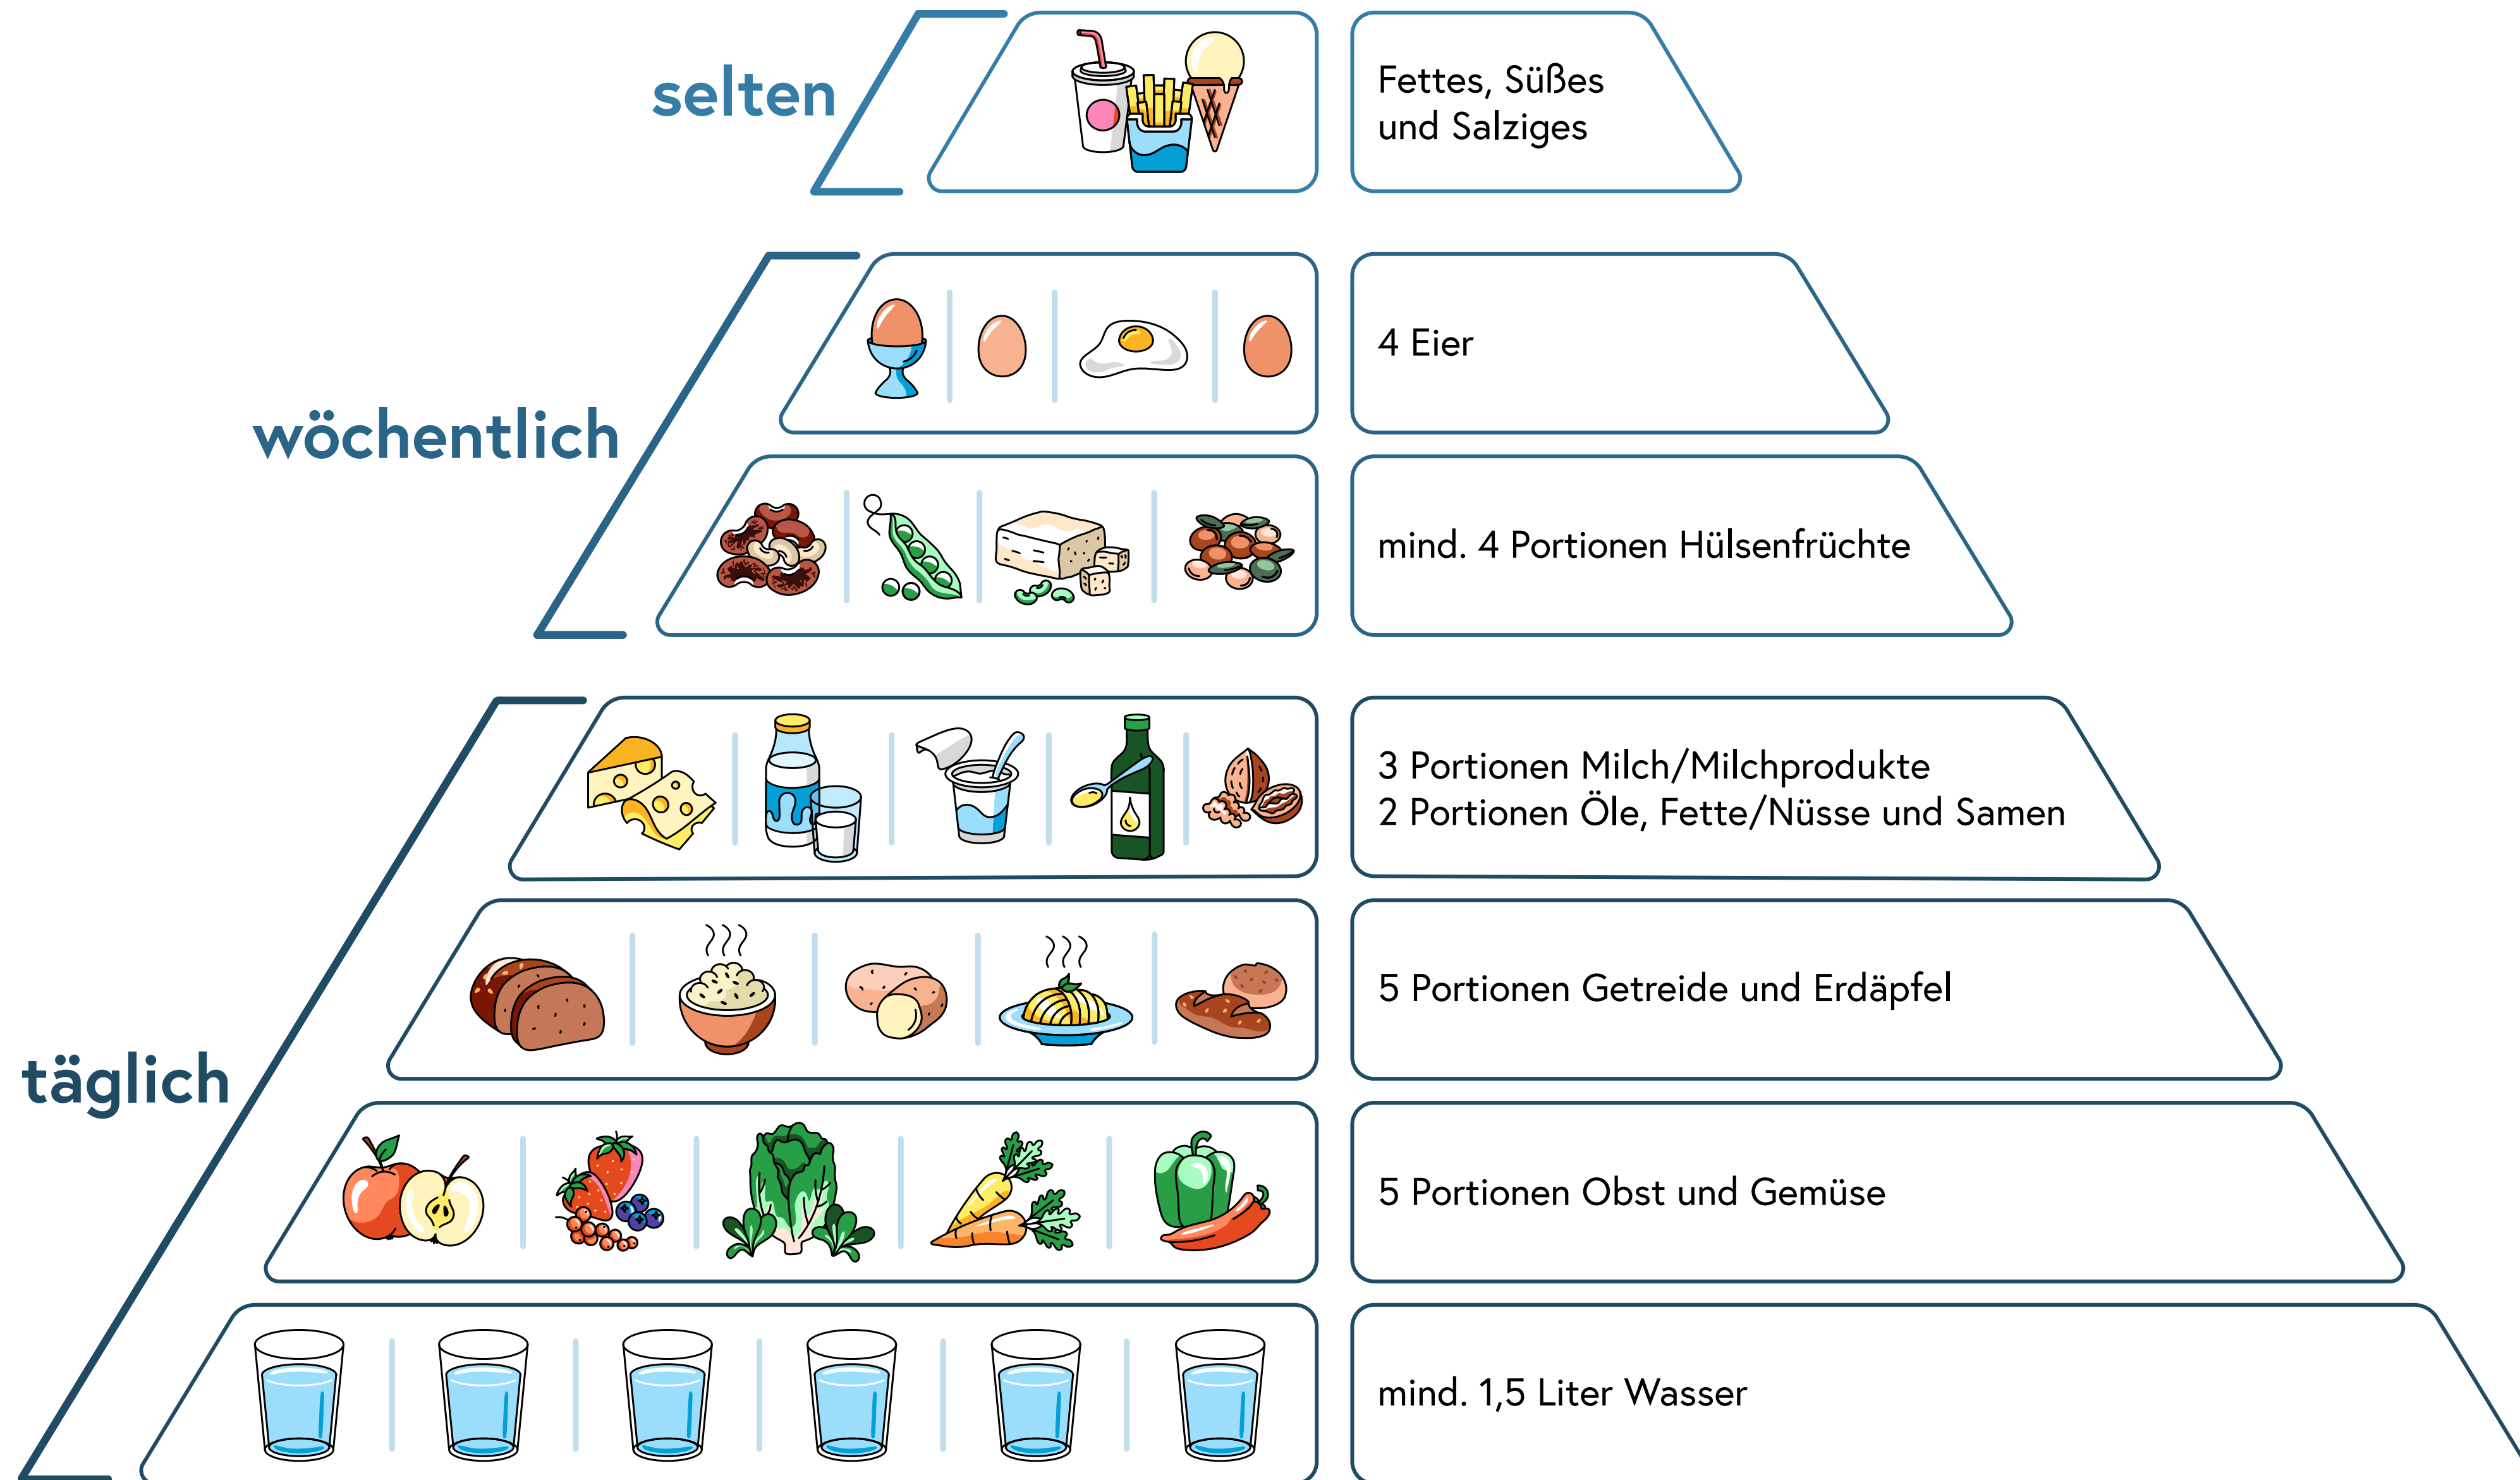 selten
Fettes, Süßes
und Salziges
wöchentlich
4 Eier
mind. 4 Portionen Hülsenfrüchte
täglich
3 Portionen Milch/Milchprodukte
2 Portionen Öle, Fette/Nüsse und Samen
5 Portionen Getreide und Erdäpfel
5 Portionen Obst und Gemüse
mind. 1,5 Liter Wasser